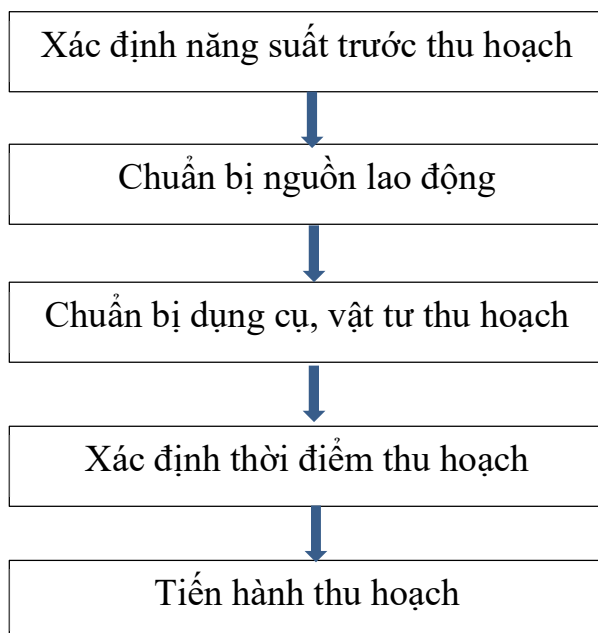 Xác định năng suất trước thu hoạch
Chuẩn bị nguồn lao động
Chuẩn bị dụng cụ, vật tư thu hoạch
Xác định thời điểm thu hoạch
Tiến hành thu hoạch